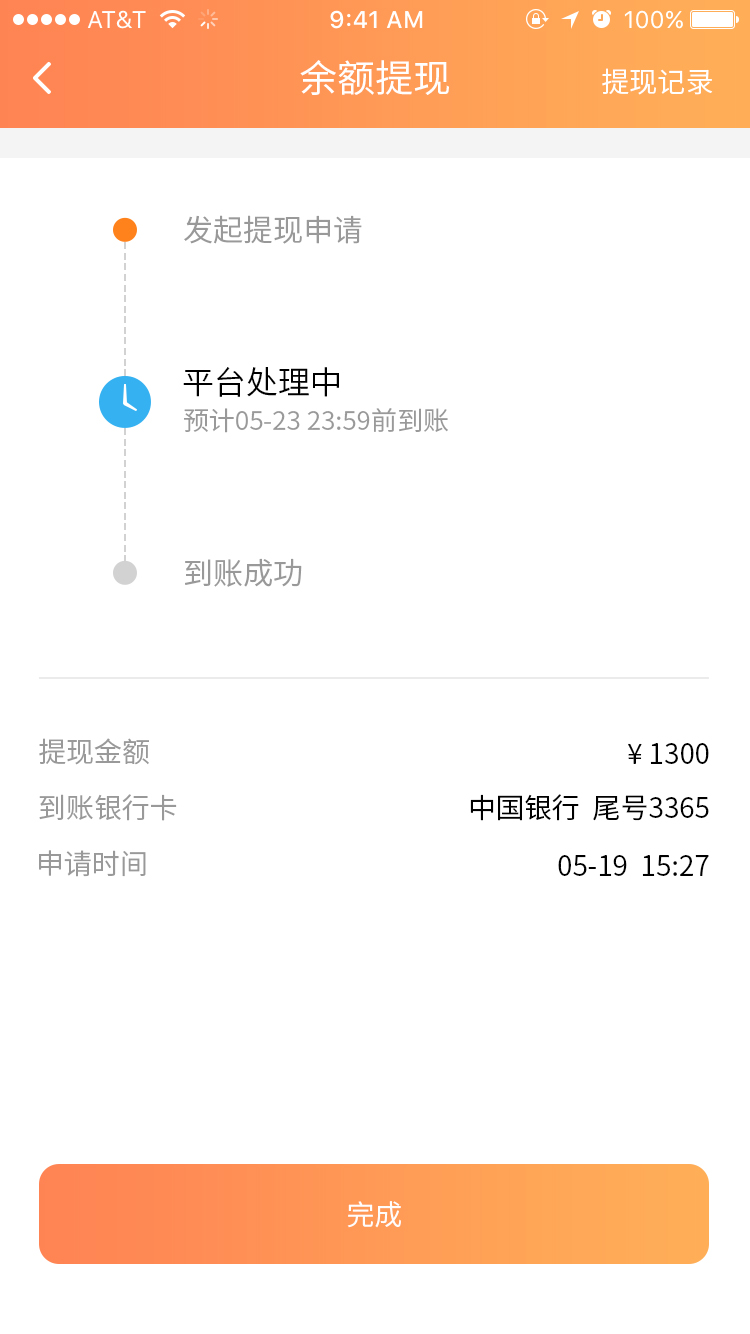 AT&T 9:41 AM 100%
余额提现 提现记录
发起提现申请
平台处理中
预计05-23 23:59前到账
到账成功
提现金额 ¥ 1300
到账银行卡 中国银行 尾号3365
申请时间 05-19 15:27
完成